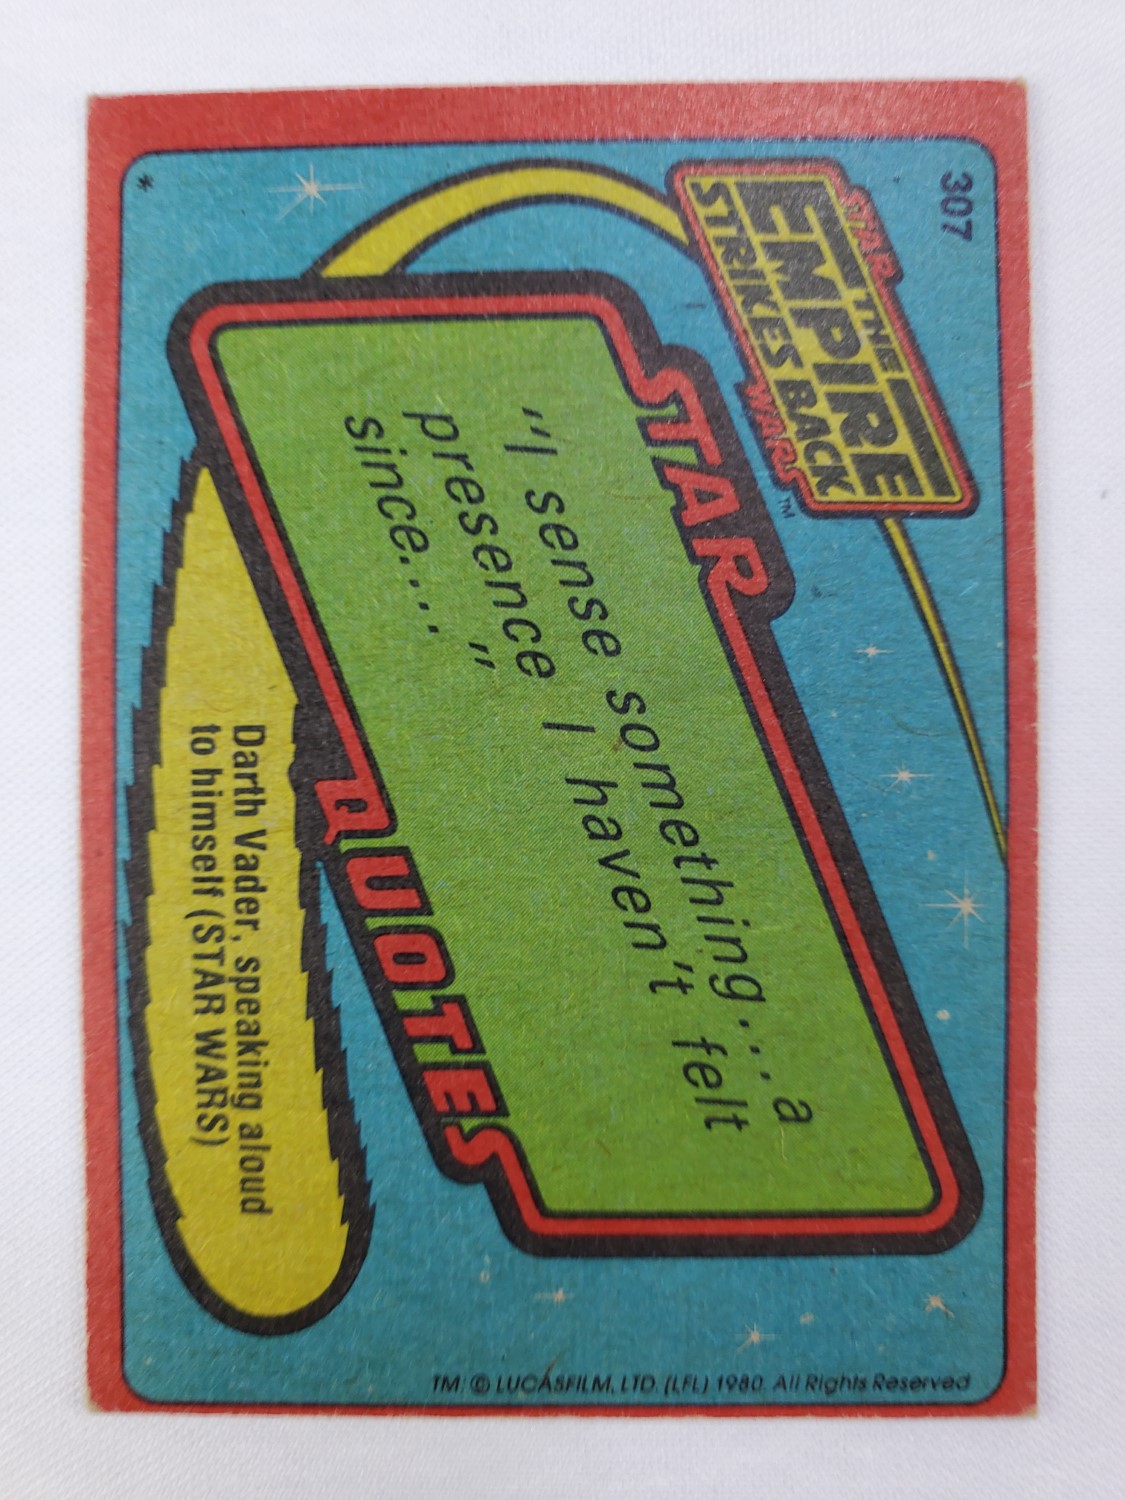 307
STAR
THE
EMPIRE
STRIKES BACK
WARS™
STAR
"I sense something...a
presence I haven't felt
since...."
QUOTES
Darth Vader, speaking aloud
to himself (STAR WARS)
*
TM: © LUCASFILM, LTD. (LFL) 1980. All Rights Reserved